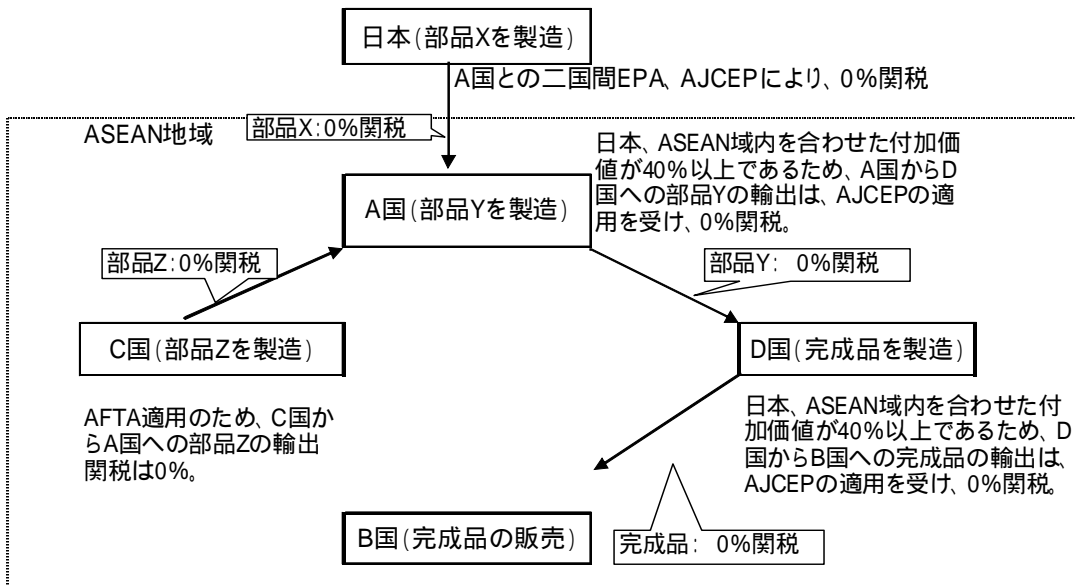 日本(部品Xを製造)
A国との二国間EPA、AJCEPにより、0%関税
ASEAN地域
部品X:0%関税
日本、ASEAN域内を合わせた付加価
値が40%以上であるため、A国からD
国への部品Yの輸出は、AJCEPの適
用を受け、0%関税。
A国(部品Yを製造)
部品Z:0%関税
部品Y: 0%関税
C国(部品Zを製造)
D国(完成品を製造)
AFTA適用のため、C国か
らA国への部品Zの輸出
関税は0%。
日本、ASEAN域内を合わせた付
加価値が40%以上であるため、D
国からB国への完成品の輸出は、
AJCEPの適用を受け、0%関税。
B国(完成品の販売)
完成品: 0%関税